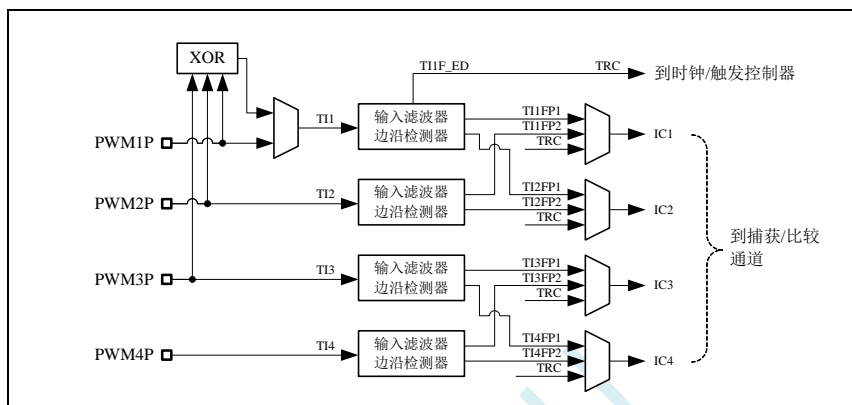 XOR
TI1F_ED
TRC
到时钟/触发控制器
PWM1P
TI1
输入滤波器
边沿检测器
TI1FP1
TI1FP2
TRC
IC1
PWM2P
TI2
输入滤波器
边沿检测器
TI2FP1
TI2FP2
TRC
IC2
到捕获/比较
通道
PWM3P
TI3
输入滤波器
边沿检测器
TI3FP1
TI3FP2
TRC
IC3
PWM4P
TI4
输入滤波器
边沿检测器
TI4FP1
TI4FP2
TRC
IC4